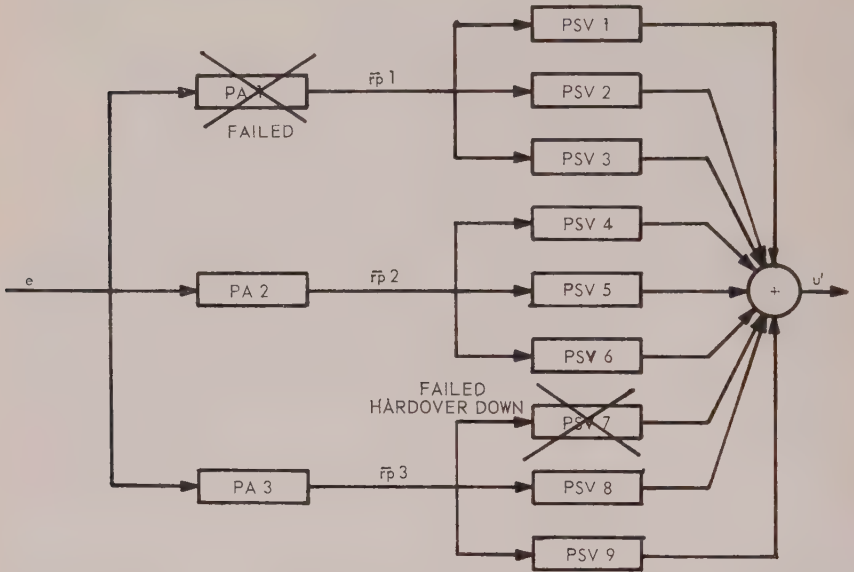 PSV 1
PA 1
r̄p̄ 1
PSV 2
FAILED
PSV 3
PSV 4
e
PA 2
r̄p̄ 2
PSV 5
+
u'
PSV 6
FAILED
HARDOVER DOWN
PSV 7
PA 3
r̄p̄ 3
PSV 8
PSV 9